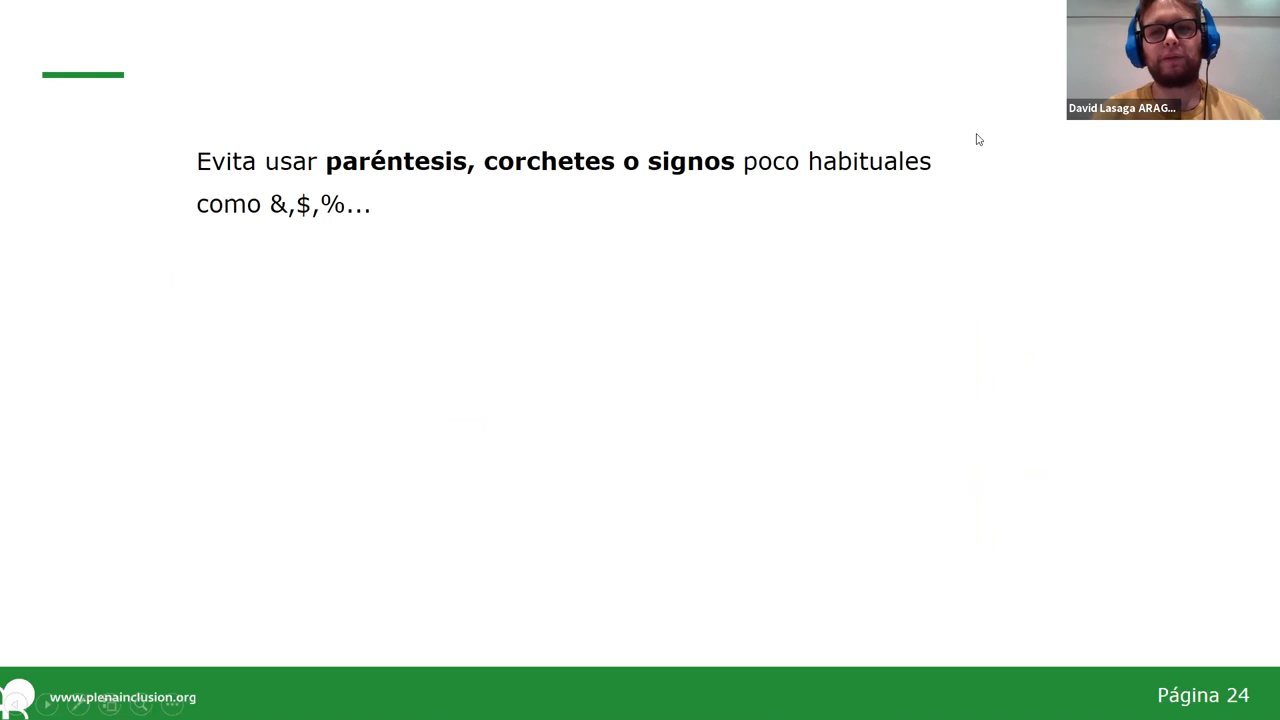 David Lasaga ARAG...
Evita usar paréntesis, corchetes o signos poco habituales
como &,$,%...
www.plenainclusion.org
Página 24